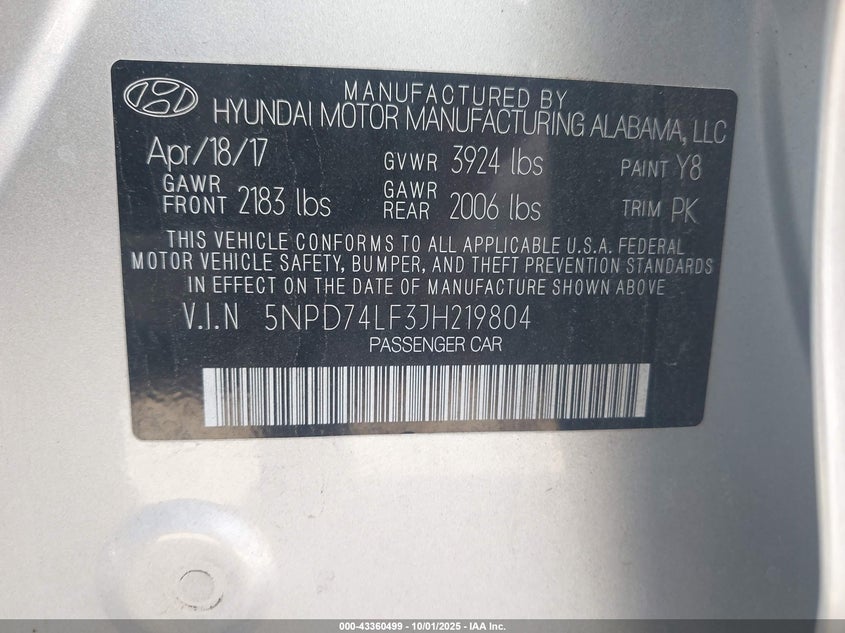 MANUFACTURED BY
HYUNDAI MOTOR MANUFACTURING ALABAMA, LLC
Apr/18/17 GVWR 3924 lbs PAINT Y8
GAWR FRONT 2183 lbs GAWR REAR 2006 lbs TRIM PK
THIS VEHICLE CONFORMS TO ALL APPLICABLE U.S.A. FEDERAL
MOTOR VEHICLE SAFETY, BUMPER, AND THEFT PREVENTION STANDARDS
IN EFFECT ON THE DATE OF MANUFACTURE SHOWN ABOVE
V.I.N 5NPD74LF3JH219804
PASSENGER CAR
000-43360499 - 10/01/2025 - IAA Inc.